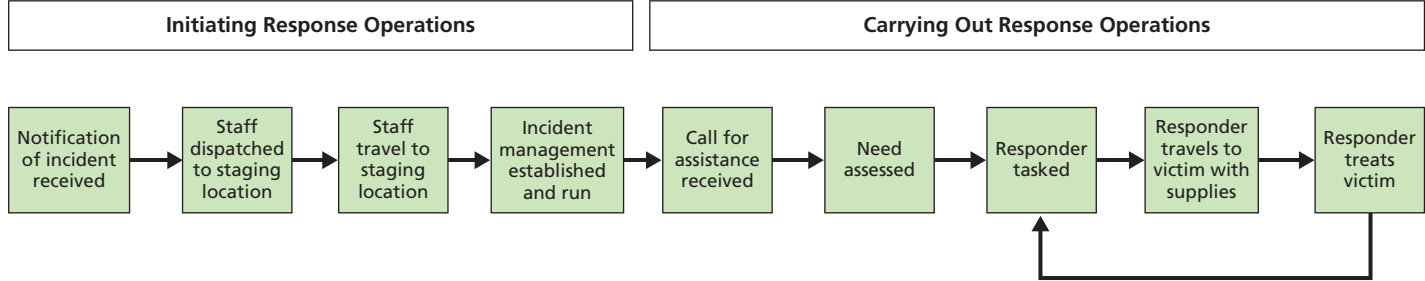 Initiating Response Operations
Carrying Out Response Operations
Notification
of incident
received
Staff
dispatched
to staging
location
Staff
travel to
staging
location
Incident
management
established
and run
Call for
assistance
received
Need
assessed
Responder
tasked
Responder
travels to
victim with
supplies
Responder
treats
victim